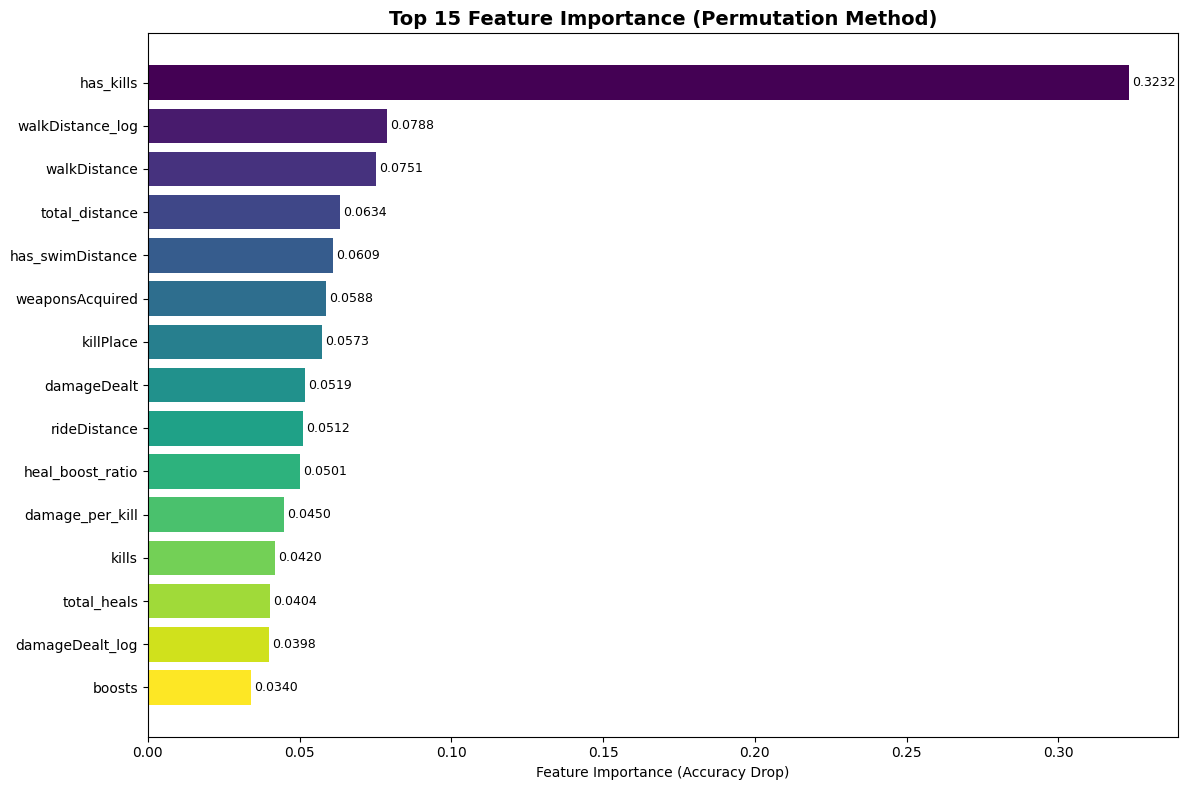 Top 15 Feature Importance (Permutation Method)
has_kills 0.3232
walkDistance_log 0.0788
walkDistance 0.0751
total_distance 0.0634
has_swimDistance 0.0609
weaponsAcquired 0.0588
killPlace 0.0573
damageDealt 0.0519
rideDistance 0.0512
heal_boost_ratio 0.0501
damage_per_kill 0.0450
kills 0.0420
total_heals 0.0404
damageDealt_log 0.0398
boosts 0.0340
0.00 0.05 0.10 0.15 0.20 0.25 0.30
Feature Importance (Accuracy Drop)